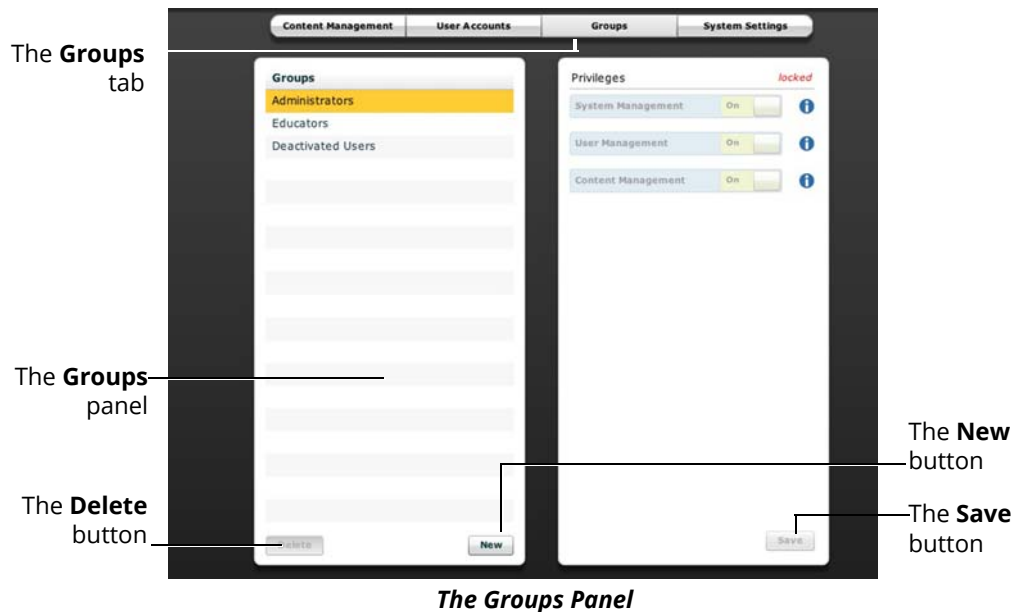 Content Management User Accounts Groups System Settings
The Groups
tab
Groups
Administrators
Educators
Deactivated Users
Privileges locked
System Management On
User Management On
Content Management On
The Groups
panel
The New
button
The Delete
button
The Save
button
Delete New
Save
The Groups Panel